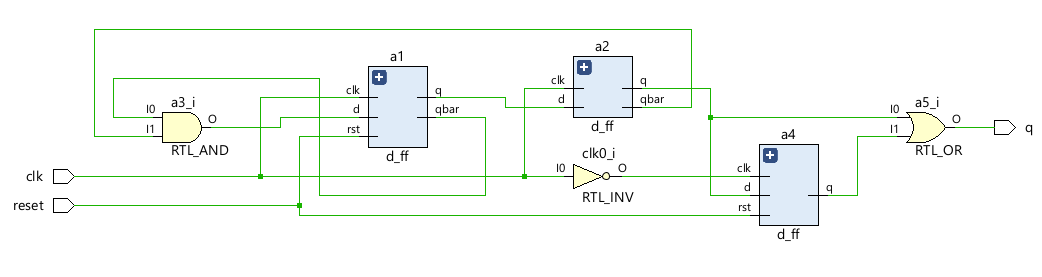 a1
a2
clk
q
d
qbar
d_ff
a3_i
I0
I1
O
RTL_AND
clk
d
rst
q
qbar
d_ff
a5_i
I0
I1
O
RTL_OR
q
a4
clk
d
rst
q
d_ff
clk0_i
I0
O
RTL_INV
clk
reset